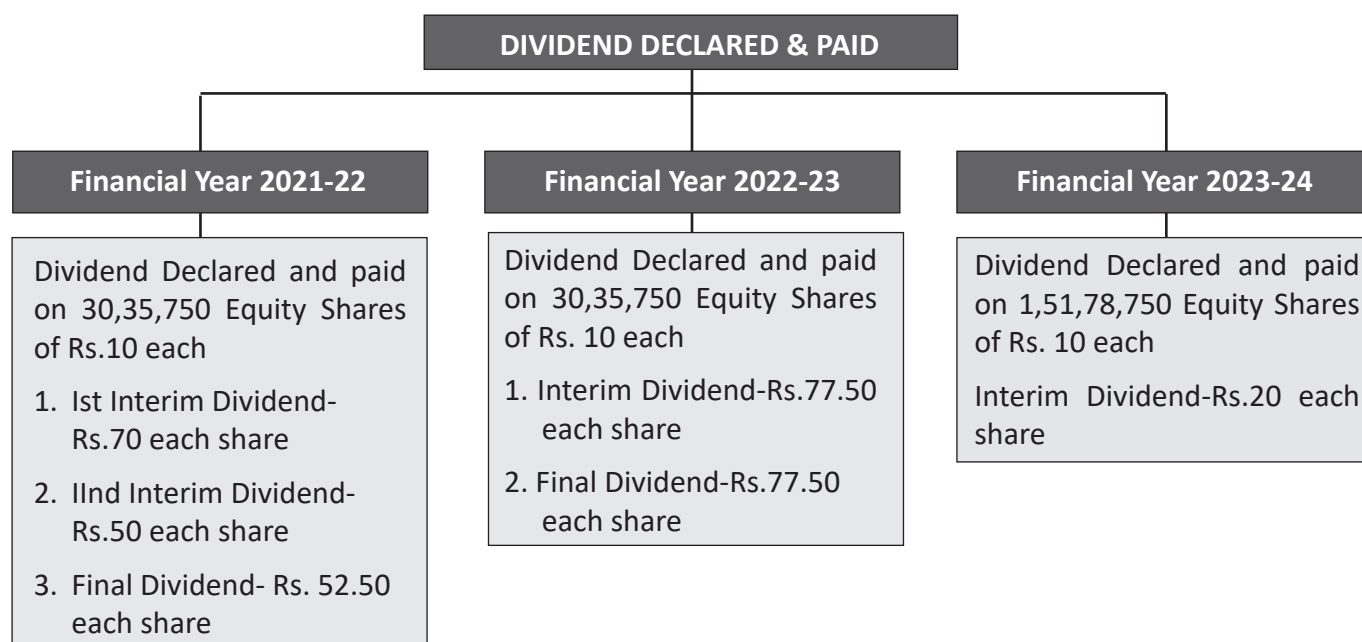 DIVIDEND DECLARED & PAID
Financial Year 2021-22
Dividend Declared and paid
on 30,35,750 Equity Shares
of Rs.10 each
1. Ist Interim Dividend-
Rs.70 each share
2. IInd Interim Dividend-
Rs.50 each share
3. Final Dividend- Rs. 52.50
each share
Financial Year 2022-23
Dividend Declared and paid
on 30,35,750 Equity Shares
of Rs. 10 each
1. Interim Dividend-Rs.77.50
each share
2. Final Dividend-Rs.77.50
each share
Financial Year 2023-24
Dividend Declared and paid
on 1,51,78,750 Equity Shares
of Rs. 10 each
Interim Dividend-Rs.20 each
share